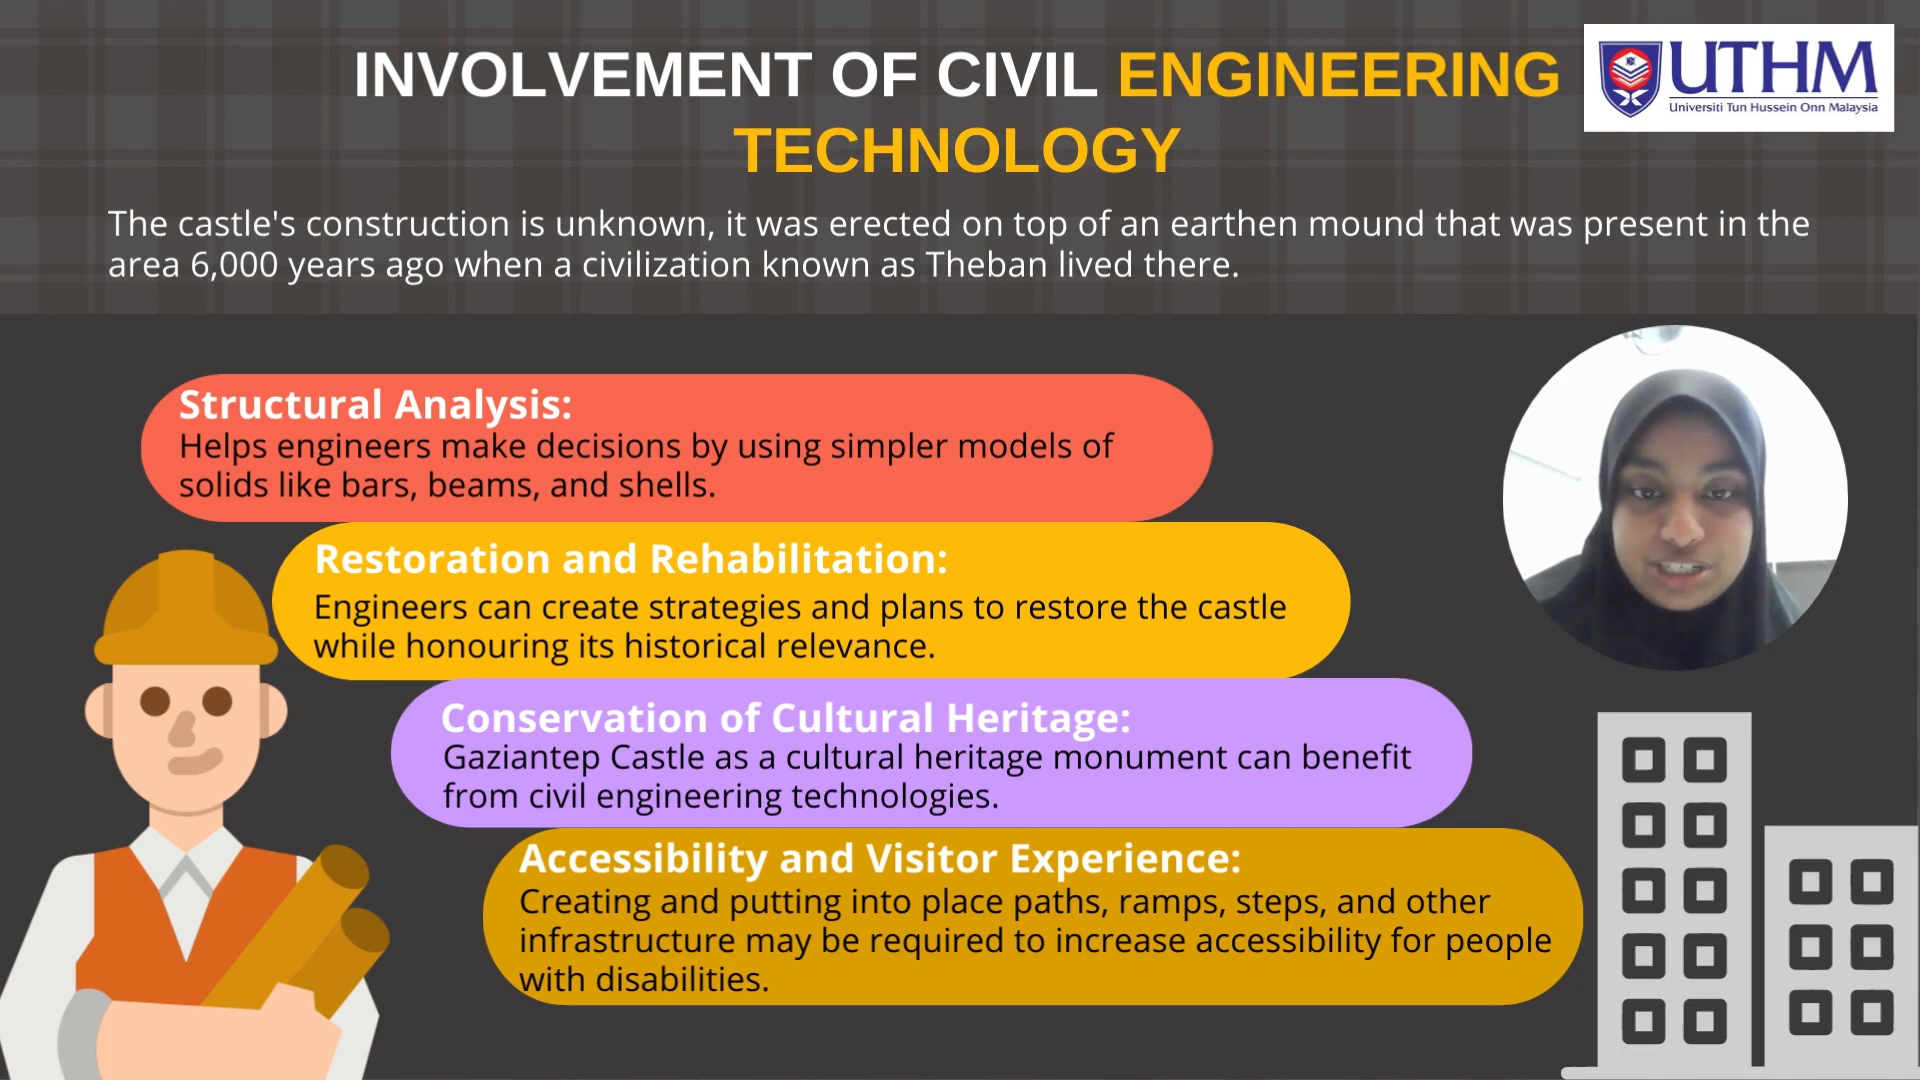 INVOLVEMENT OF CIVIL ENGINEERING
TECHNOLOGY
UTHM
Universiti Tun Hussein Onn Malaysia
The castle's construction is unknown, it was erected on top of an earthen mound that was present in the
area 6,000 years ago when a civilization known as Theban lived there.
Structural Analysis:
Helps engineers make decisions by using simpler models of
solids like bars, beams, and shells.
Restoration and Rehabilitation:
Engineers can create strategies and plans to restore the castle
while honouring its historical relevance.
Conservation of Cultural Heritage:
Gaziantep Castle as a cultural heritage monument can benefit
from civil engineering technologies.
Accessibility and Visitor Experience:
Creating and putting into place paths, ramps, steps, and other
infrastructure may be required to increase accessibility for people
with disabilities.